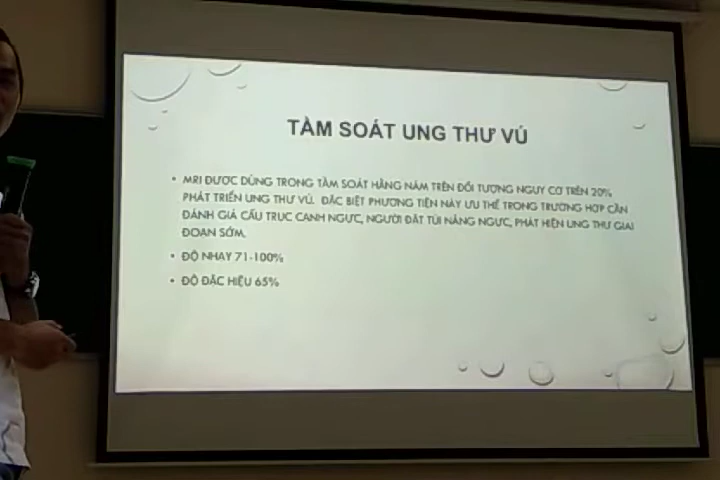 TẦM SOÁT UNG THƯ VÚ
• MRI ĐƯỢC DÙNG TRONG TẦM SOÁT HẰNG NĂM TRÊN ĐỐI TƯỢNG NGUY CƠ TRÊN 20%
PHÁT TRIỂN UNG THƯ VÚ. ĐẶC BIỆT PHƯƠNG TIỆN NÀY ƯU THẾ TRONG TRƯỜNG HỢP CẦN
ĐÁNH GIÁ CẤU TRÚC CẠNH NGỰC, NGƯỜI ĐẶT TÚI NÂNG NGỰC, PHÁT HIỆN UNG THƯ GIAI
ĐOẠN SỚM.
• ĐỘ NHẠY 71-100%
• ĐỘ ĐẶC HIỆU 65%